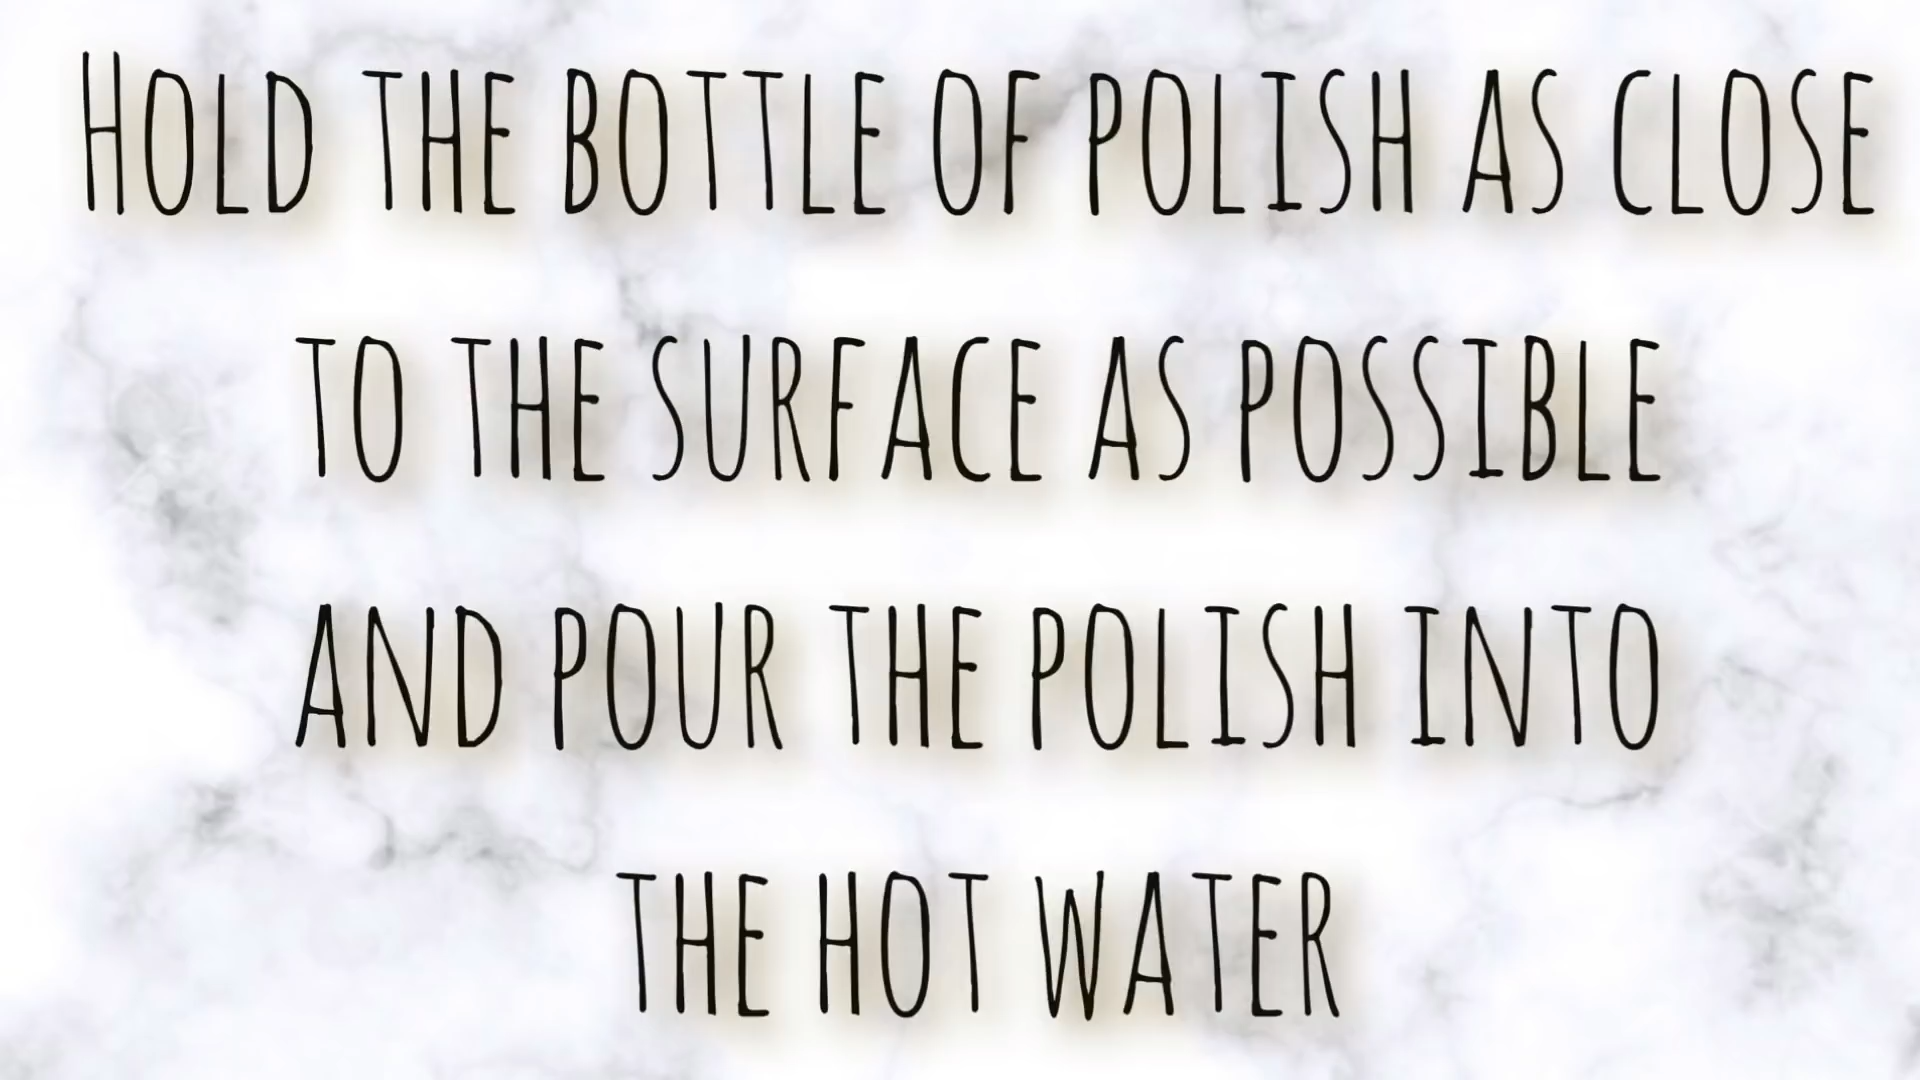 HOLD THE BOTTLE OF POLISH AS CLOSE
TO THE SURFACE AS POSSIBLE
AND POUR THE POLISH INTO
THE HOT WATER